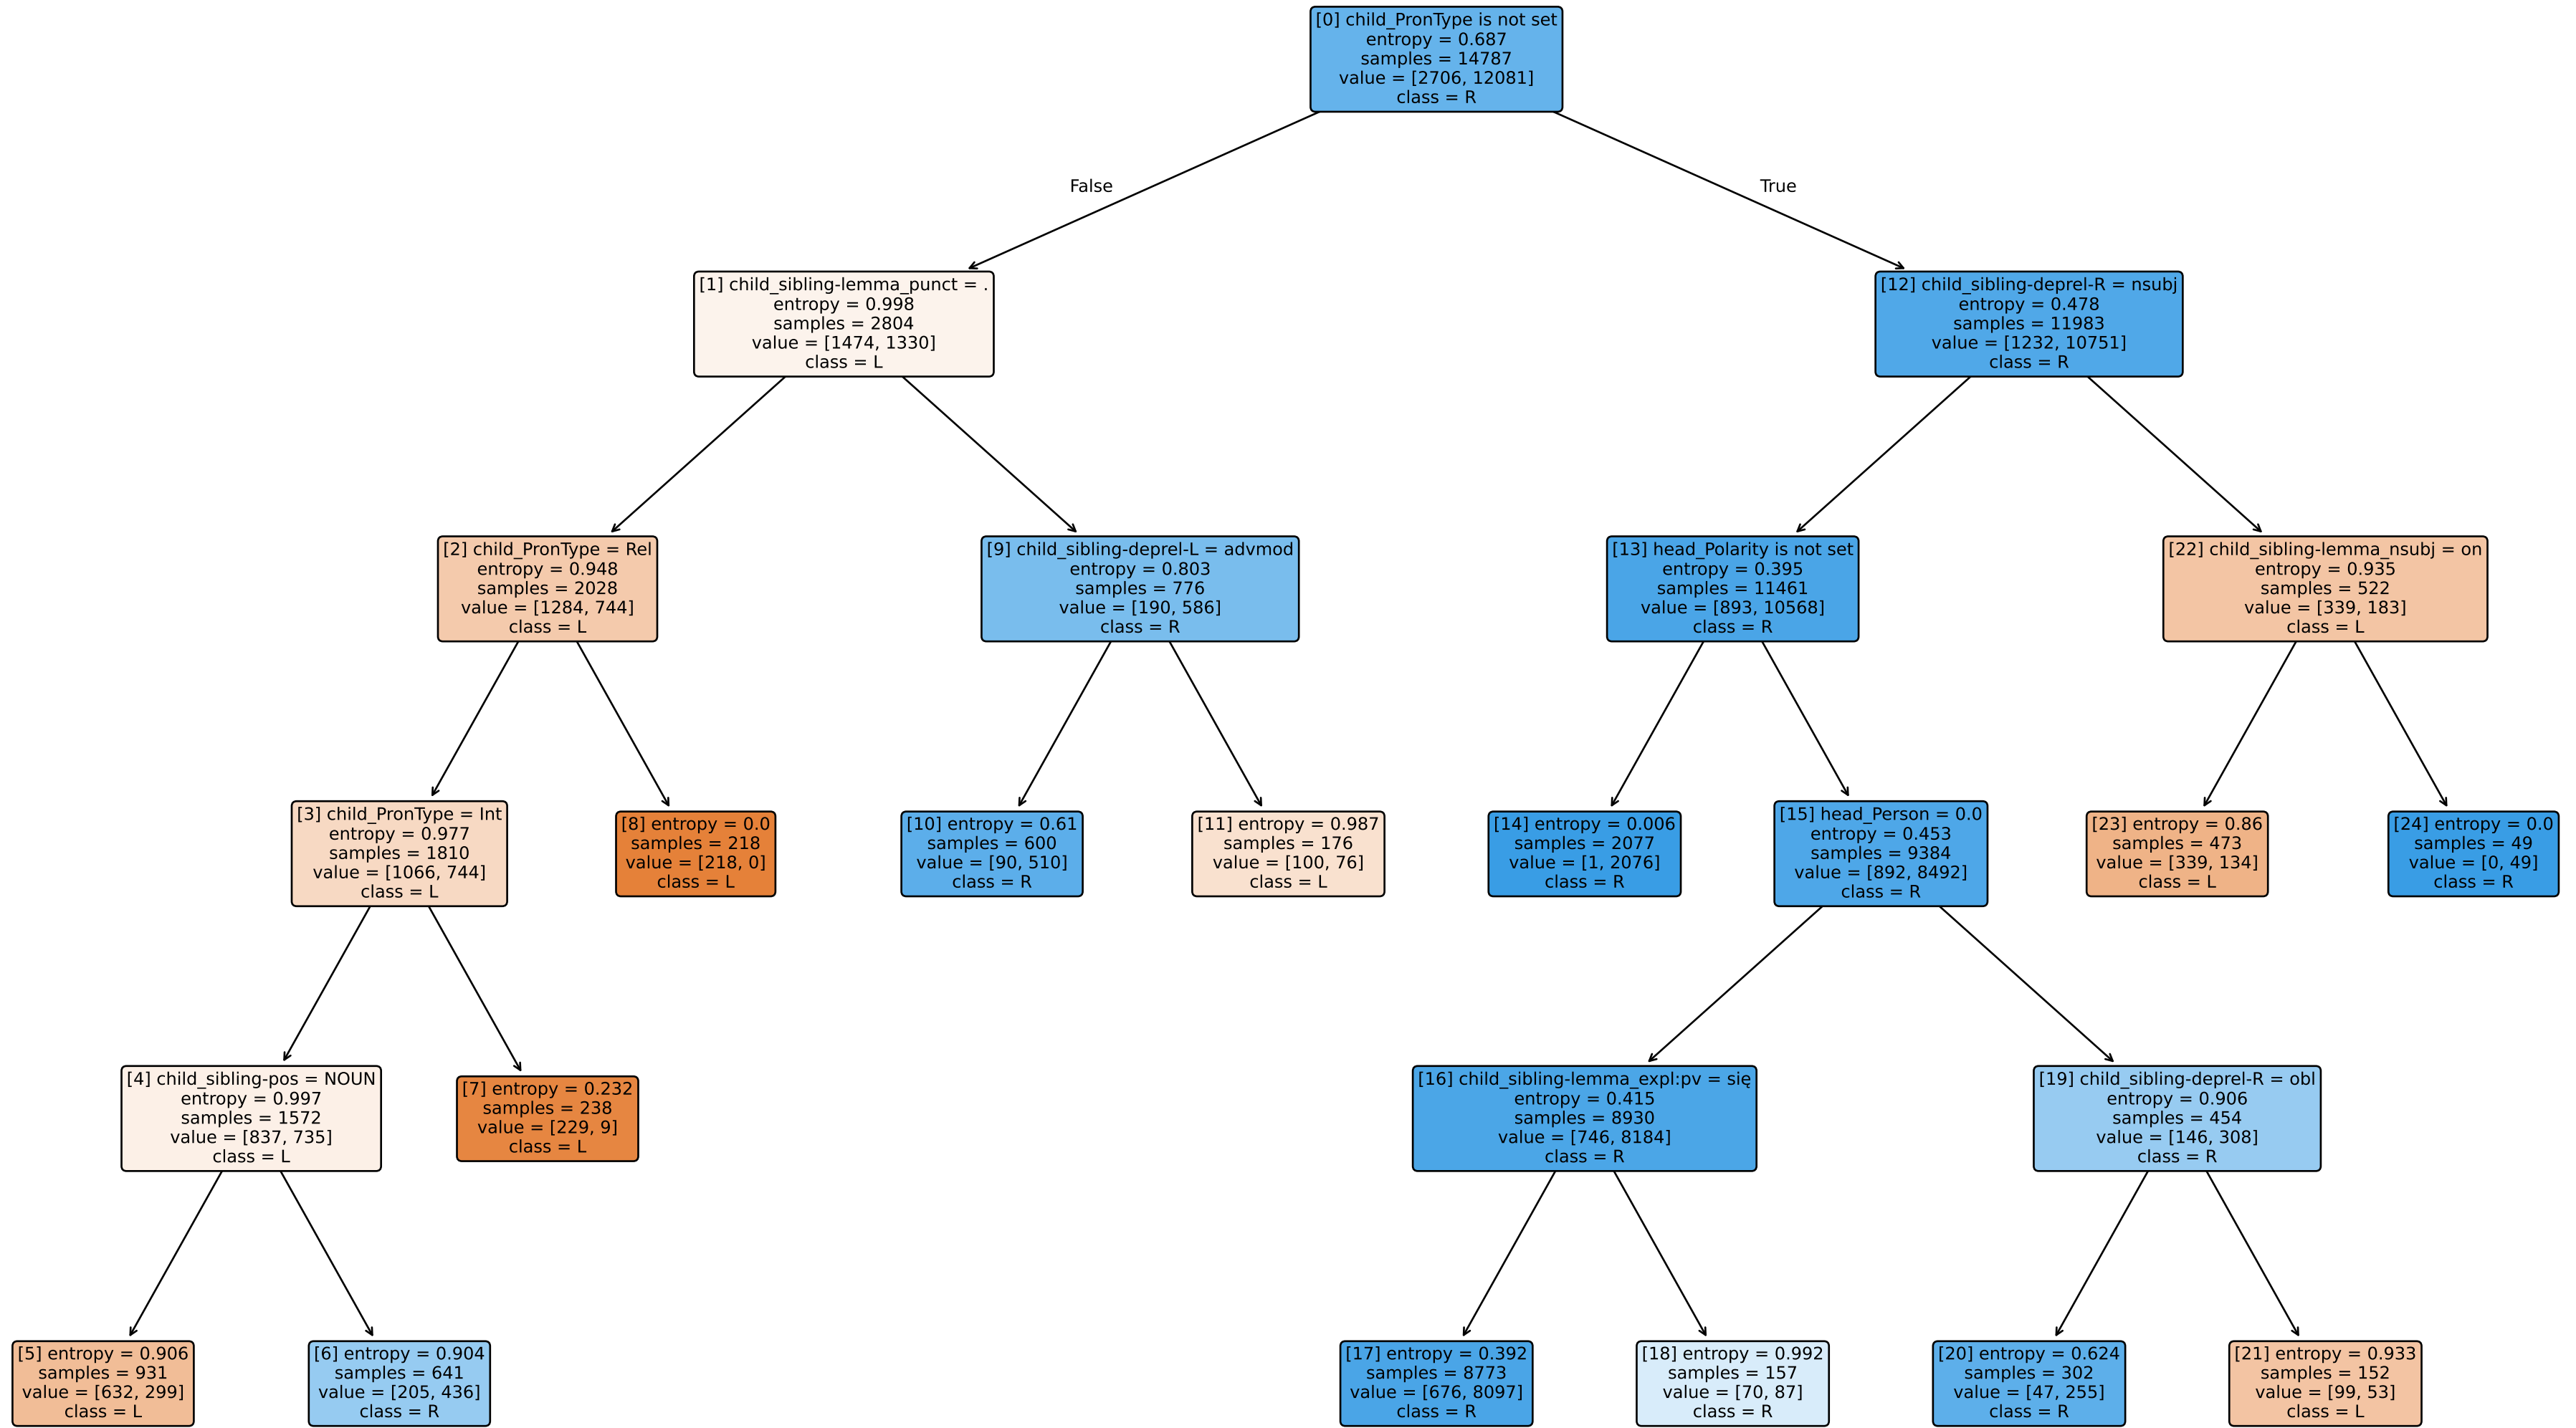 [0] child_PronType is not set
entropy = 0.687
samples = 14787
value = [2706, 12081]
class = R
False
True
[1] child_sibling-lemma_punct = .
entropy = 0.998
samples = 2804
value = [1474, 1330]
class = L
[12] child_sibling-deprel-R = nsubj
entropy = 0.478
samples = 11983
value = [1232, 10751]
class = R
[2] child_PronType = Rel
entropy = 0.948
samples = 2028
value = [1284, 744]
class = L
[9] child_sibling-deprel-L = advmod
entropy = 0.803
samples = 776
value = [190, 586]
class = R
[13] head_Polarity is not set
entropy = 0.395
samples = 11461
value = [893, 10568]
class = R
[22] child_sibling-lemma_nsubj = on
entropy = 0.935
samples = 522
value = [339, 183]
class = L
[3] child_PronType = Int
entropy = 0.977
samples = 1810
value = [1066, 744]
class = L
[8] entropy = 0.0
samples = 218
value = [218, 0]
class = L
[10] entropy = 0.61
samples = 600
value = [90, 510]
class = R
[11] entropy = 0.987
samples = 176
value = [100, 76]
class = L
[14] entropy = 0.006
samples = 2077
value = [1, 2076]
class = R
[15] head_Person = 0.0
entropy = 0.453
samples = 9384
value = [892, 8492]
class = R
[23] entropy = 0.86
samples = 473
value = [339, 134]
class = L
[24] entropy = 0.0
samples = 49
value = [0, 49]
class = R
[4] child_sibling-pos = NOUN
entropy = 0.997
samples = 1572
value = [837, 735]
class = L
[7] entropy = 0.232
samples = 238
value = [229, 9]
class = L
[16] child_sibling-lemma_expl:pv = się
entropy = 0.415
samples = 8930
value = [746, 8184]
class = R
[19] child_sibling-deprel-R = obl
entropy = 0.906
samples = 454
value = [146, 308]
class = R
[5] entropy = 0.906
samples = 931
value = [632, 299]
class = L
[6] entropy = 0.904
samples = 641
value = [205, 436]
class = R
[17] entropy = 0.392
samples = 8773
value = [676, 8097]
class = R
[18] entropy = 0.992
samples = 157
value = [70, 87]
class = R
[20] entropy = 0.624
samples = 302
value = [47, 255]
class = R
[21] entropy = 0.933
samples = 152
value = [99, 53]
class = L